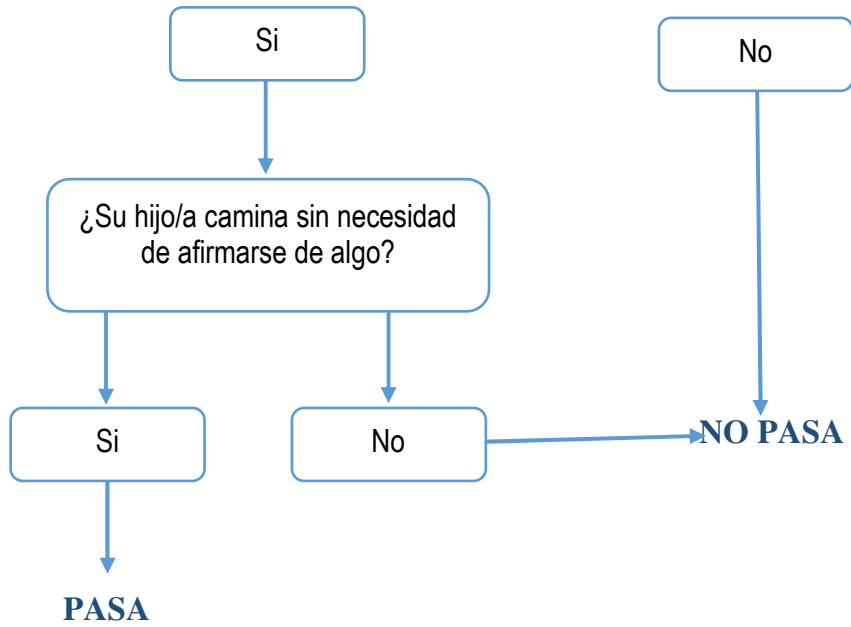 Si
No
¿Su hijo/a camina sin necesidad
de afirmarse de algo?
Si
No
NO PASA
PASA